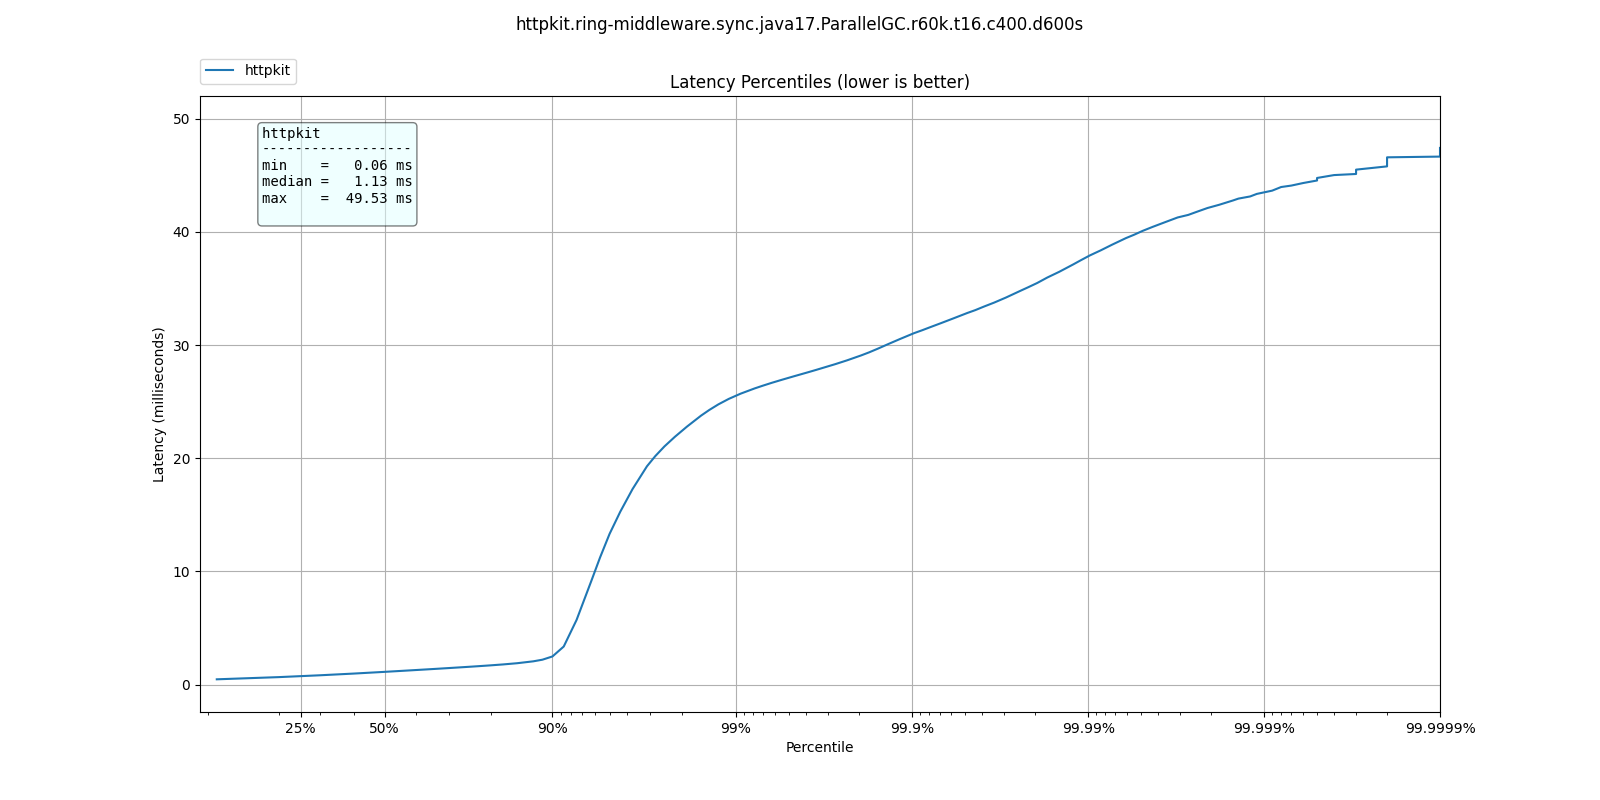 httpkit.ring-middleware.sync.java17.ParallelGC.r60k.t16.c400.d600s
httpkit
Latency Percentiles (lower is better)
50
40
30
20
10
0
Latency (milliseconds)
httpkit
------------------
min    =   0.06 ms
median =   1.13 ms
max    =  49.53 ms
25% 50% 90% 99% 99.9% 99.99% 99.999% 99.9999%
Percentile